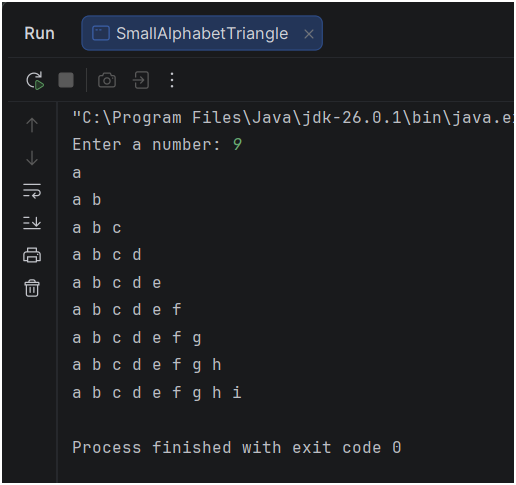 Run SmallAlphabetTriangle
"C:\Program Files\Java\jdk-26.0.1\bin\java.e
Enter a number: 9
a
a b
a b c
a b c d
a b c d e
a b c d e f
a b c d e f g
a b c d e f g h
a b c d e f g h i
Process finished with exit code 0